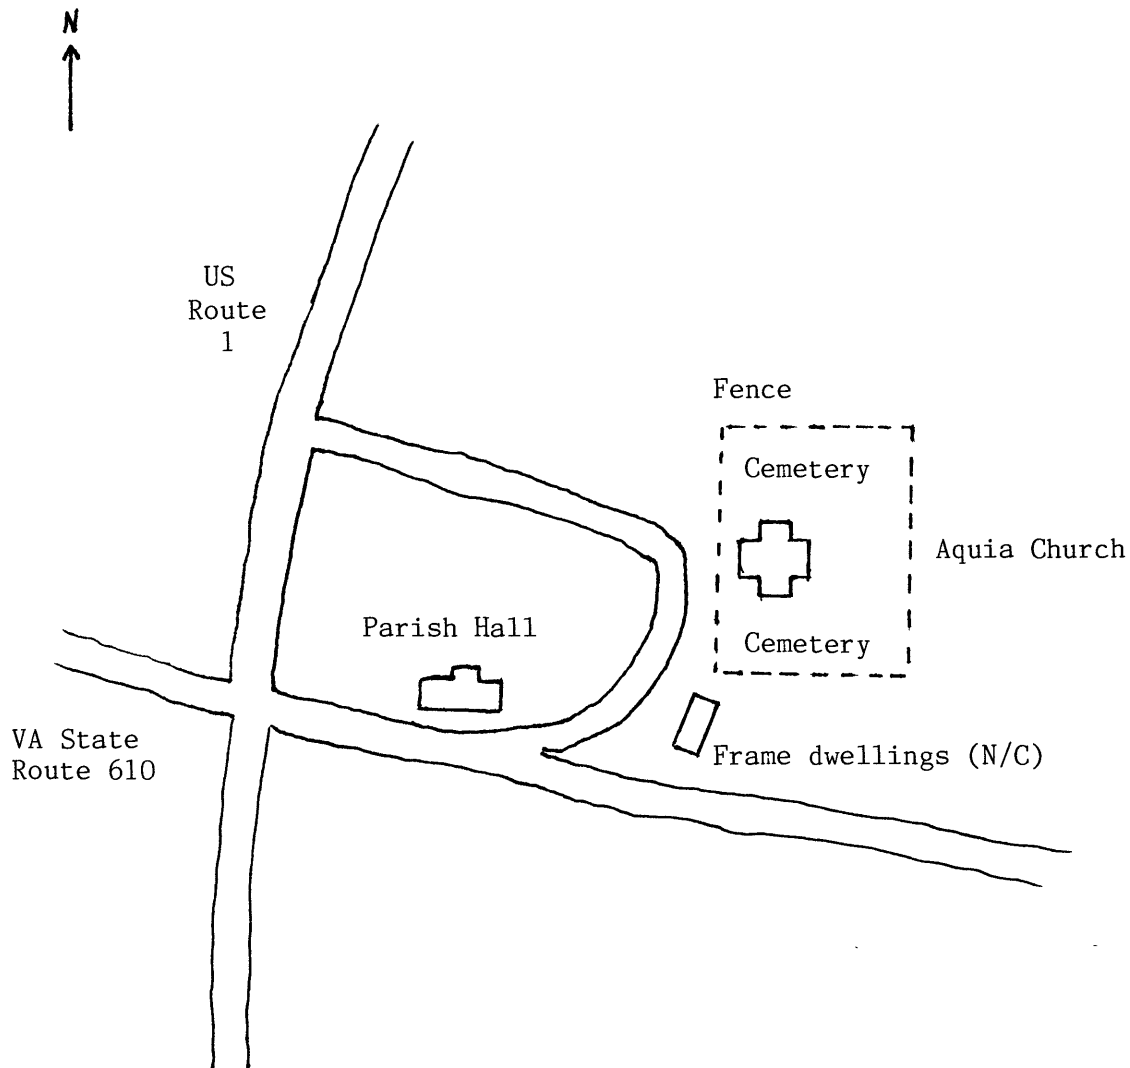 N
US
Route
1
Fence
Cemetery
Aquia Church
Parish Hall
Cemetery
VA State
Route 610
Frame dwellings (N/C)